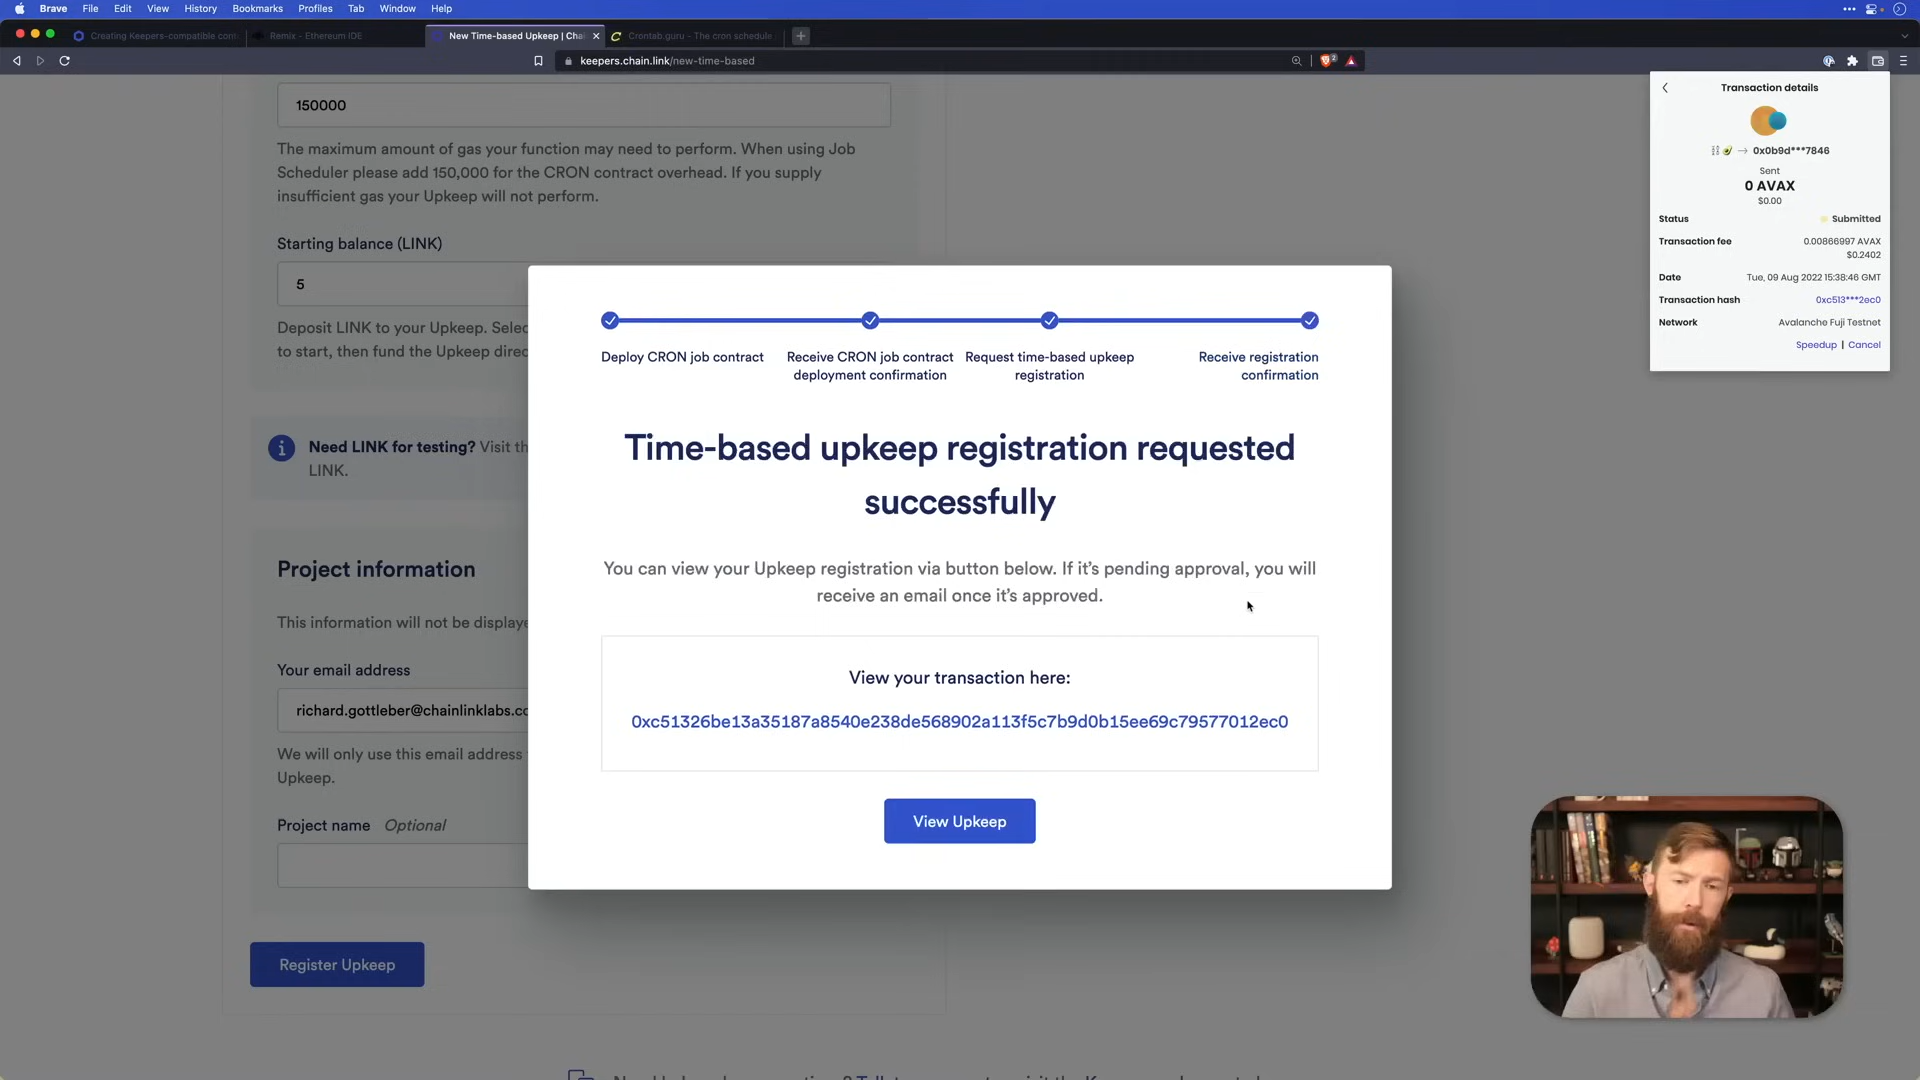 Brave File Edit View History Bookmarks Profiles Tab Window Help
Creating Keepers-compatible cont
Remix - Ethereum IDE
New Time-based Upkeep | Chai
Crontab.guru - The cron schedule
keepers.chain.link/new-time-based
150000
The maximum amount of gas your function may need to perform. When using Job
Scheduler please add 150,000 for the CRON contract overhead. If you supply
insufficient gas your Upkeep will not perform.
Starting balance (LINK)
5
Deposit LINK to your Upkeep. Selec
to start, then fund the Upkeep direc
Need LINK for testing? Visit th
LINK.
Project information
This information will not be displaye
Your email address
richard.gottleber@chainlinklabs.co
We will only use this email address
Upkeep.
Project name Optional
Register Upkeep
Deploy CRON job contract
Receive CRON job contract
deployment confirmation
Request time-based upkeep
registration
Receive registration
confirmation
Time-based upkeep registration requested
successfully
You can view your Upkeep registration via button below. If it's pending approval, you will
receive an email once it's approved.
View your transaction here:
0xc51326be13a35187a8540e238de568902a113f5c7b9d0b15ee69c79577012ec0
View Upkeep
Transaction details
0x0b9d***7846
Sent
0 AVAX
$0.00
Status Submitted
Transaction fee 0.00866997 AVAX
$0.2402
Date Tue, 09 Aug 2022 15:38:46 GMT
Transaction hash 0xc513***2ec0
Network Avalanche Fuji Testnet
Speedup | Cancel